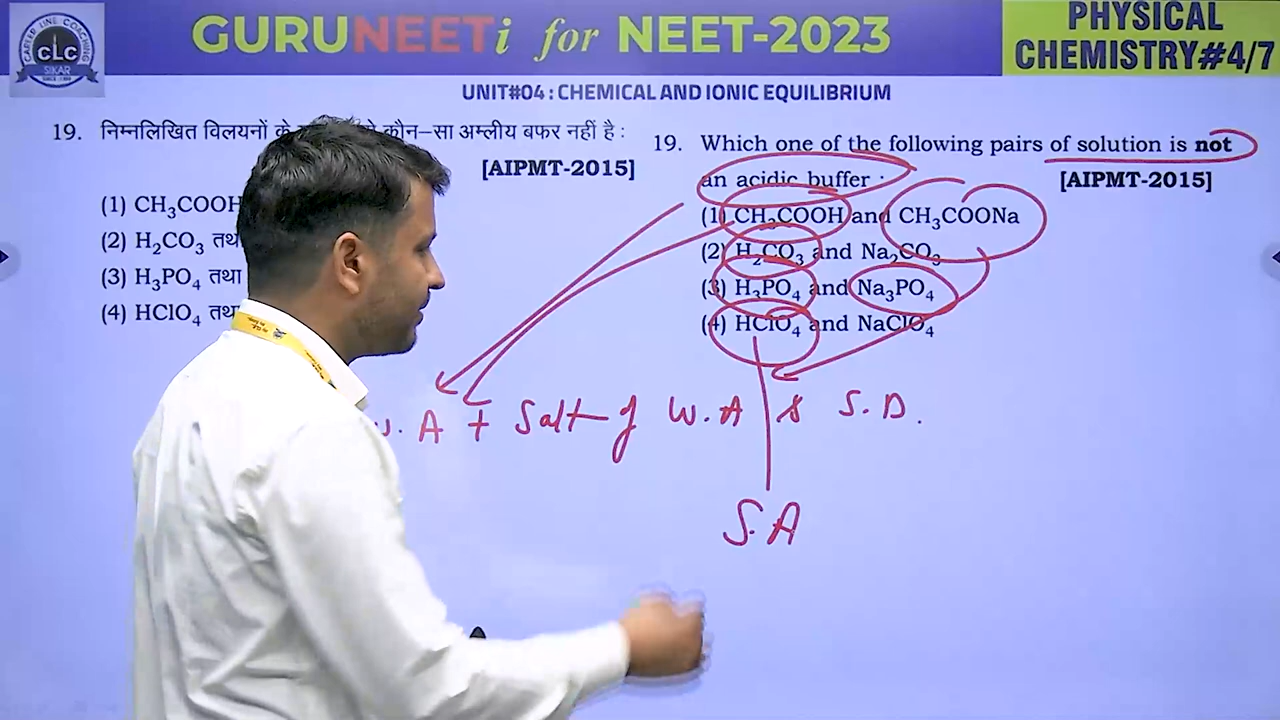 GURUNEETi for NEET-2023
PHYSICAL
CHEMISTRY#4/7
CAREER LINE COACHING
CLC
SIKAR
UNIT#04 : CHEMICAL AND IONIC EQUILIBRIUM
19. निम्नलिखित विलयनों के कौन–सा अम्लीय बफर नहीं है :
[AIPMT-2015]
(1) CH₃COOH
(2) H₂CO₃ तथा
(3) H₃PO₄ तथा
(4) HClO₄ तथा
19. Which one of the following pairs of solution is not
an acidic buffer :
[AIPMT-2015]
(1) CH₃COOH and CH₃COONa
(2) H₂CO₃ and Na₂CO₃
(3) H₃PO₄ and Na₃PO₄
(4) HClO₄ and NaClO₄
. A + Salt of W.A & S.B.
S.A